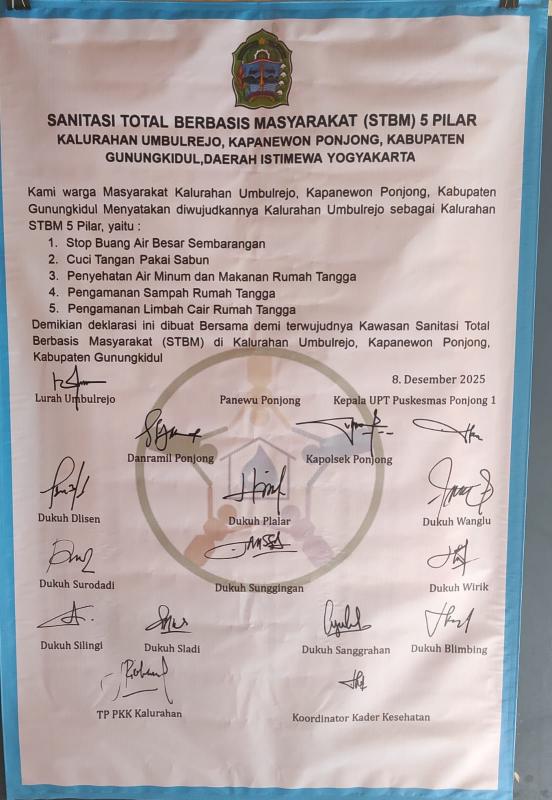 SANITASI TOTAL BERBASIS MASYARAKAT (STBM) 5 PILAR
KALURAHAN UMBULREJO, KAPANEWON PONJONG, KABUPATEN
GUNUNGKIDUL,DAERAH ISTIMEWA YOGYAKARTA
Kami warga Masyarakat Kalurahan Umbulrejo, Kapanewon Ponjong, Kabupaten
Gunungkidul Menyatakan diwujudkannya Kalurahan Umbulrejo sebagai Kalurahan
STBM 5 Pilar, yaitu :
1. Stop Buang Air Besar Sembarangan
2. Cuci Tangan Pakai Sabun
3. Penyehatan Air Minum dan Makanan Rumah Tangga
4. Pengamanan Sampah Rumah Tangga
5. Pengamanan Limbah Cair Rumah Tangga
Demikian deklarasi ini dibuat Bersama demi terwujudnya Kawasan Sanitasi Total
Berbasis Masyarakat (STBM) di Kalurahan Umbulrejo, Kapanewon Ponjong,
Kabupaten Gunungkidul
8. Desember 2025
Lurah Umbulrejo Panewu Ponjong Kepala UPT Puskesmas Ponjong 1
Danramil Ponjong Kapolsek Ponjong
Dukuh Dlisen Dukuh Plalar Dukuh Wanglu
Dukuh Surodadi Dukuh Sunggingan Dukuh Wirik
Dukuh Silingi Dukuh Sladi Dukuh Sanggrahan Dukuh Blimbing
TP PKK Kalurahan Koordinator Kader Kesehatan